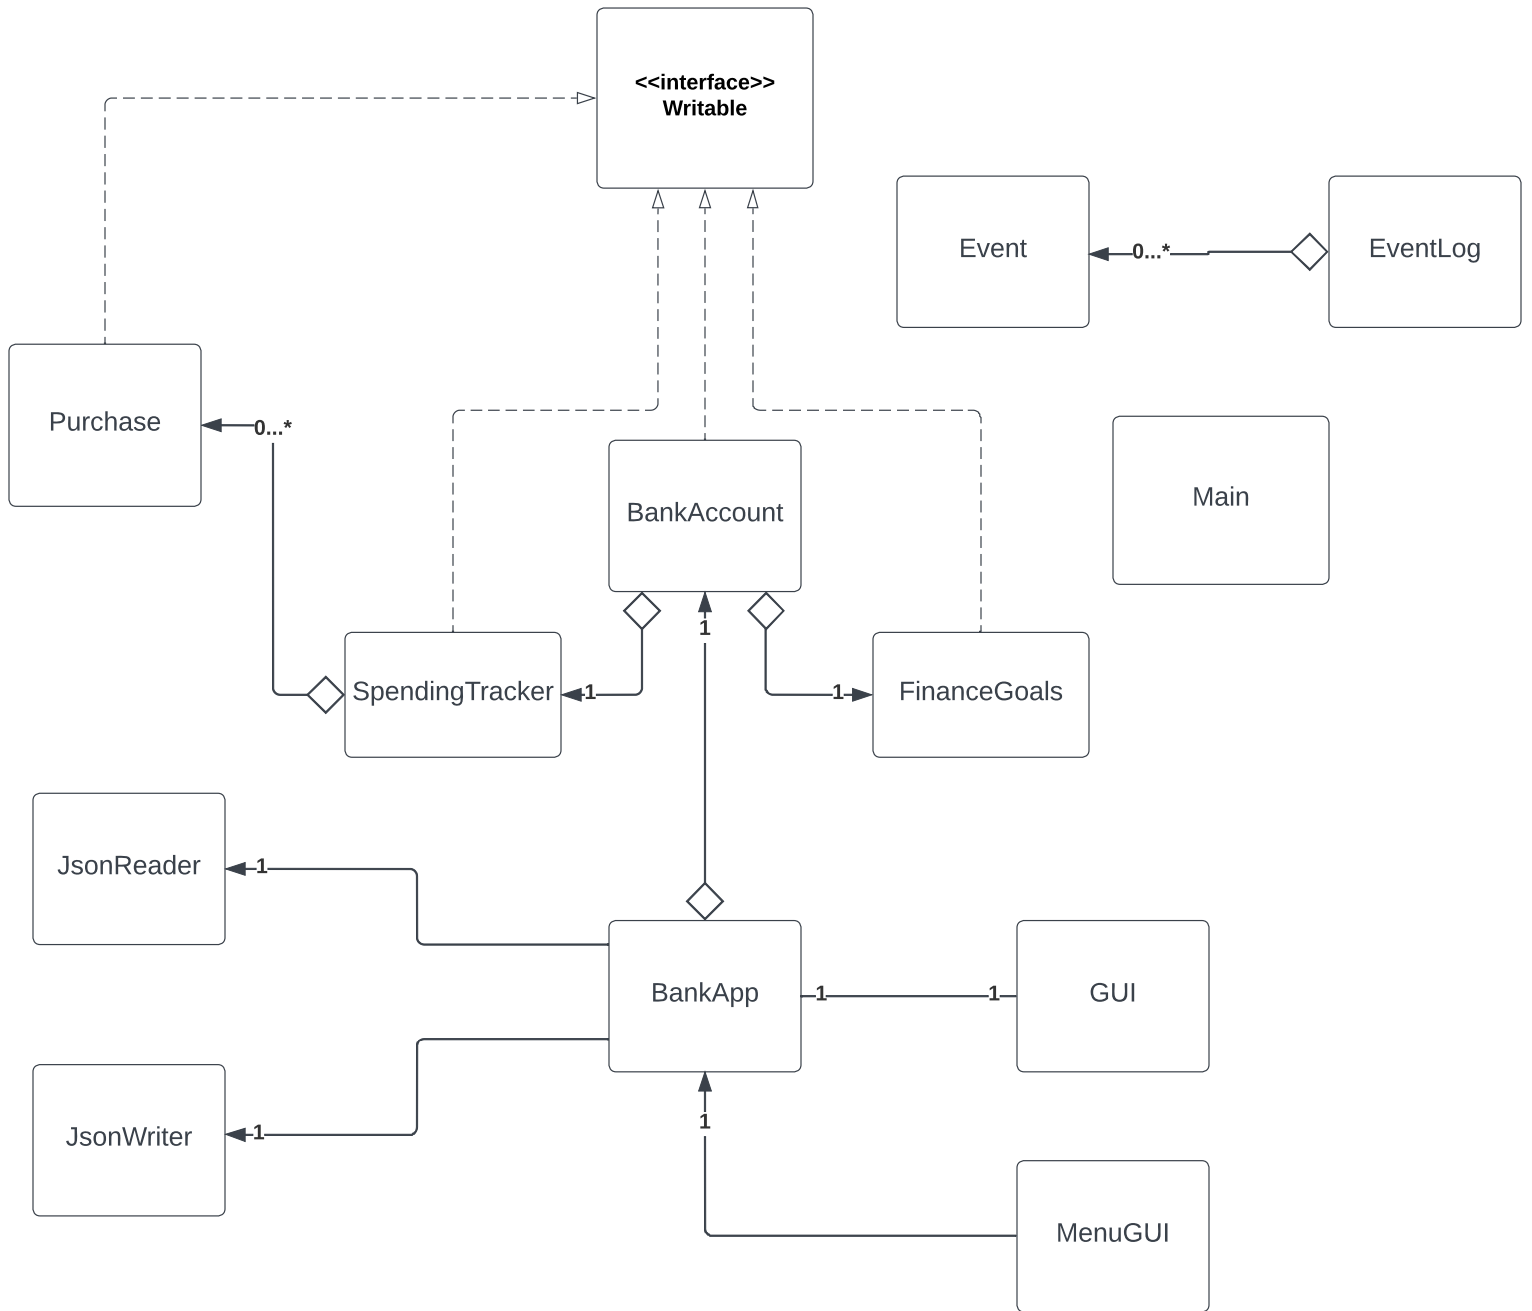 <<interface>>
Writable
Event
0...*
EventLog
Purchase
0...*
BankAccount
Main
1
SpendingTracker
1
1
FinanceGoals
JsonReader
1
BankApp
1
1
GUI
JsonWriter
1
1
MenuGUI